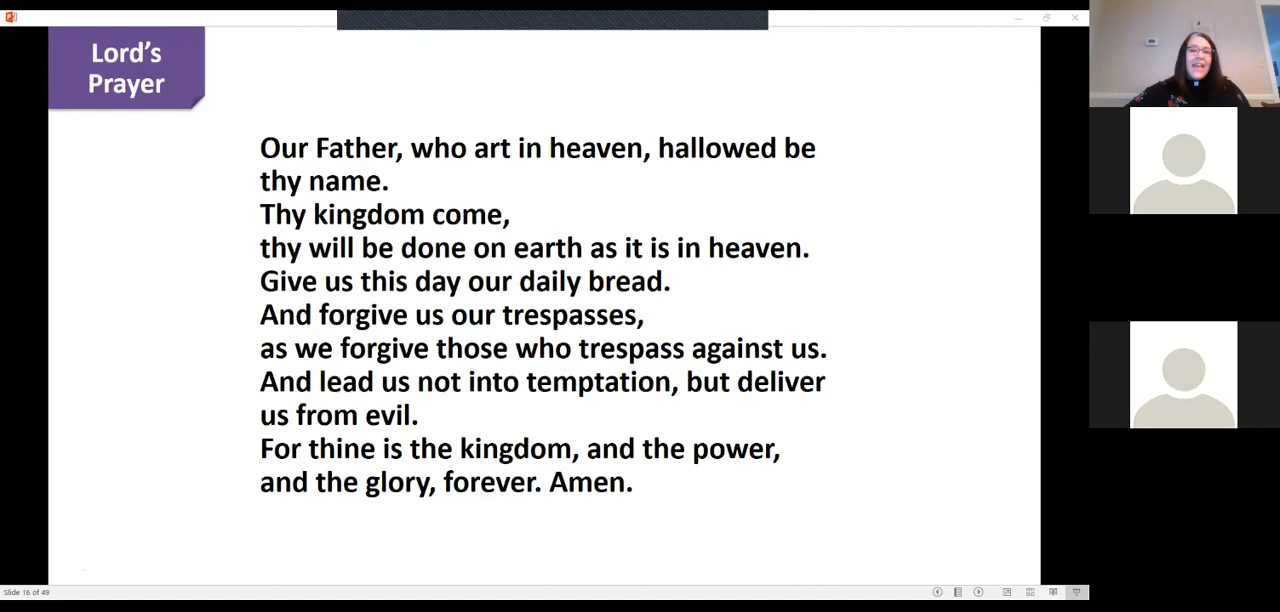 Lord's
Prayer
Our Father, who art in heaven, hallowed be
thy name.
Thy kingdom come,
thy will be done on earth as it is in heaven.
Give us this day our daily bread.
And forgive us our trespasses,
as we forgive those who trespass against us.
And lead us not into temptation, but deliver
us from evil.
For thine is the kingdom, and the power,
and the glory, forever. Amen.
Slide 16 of 49